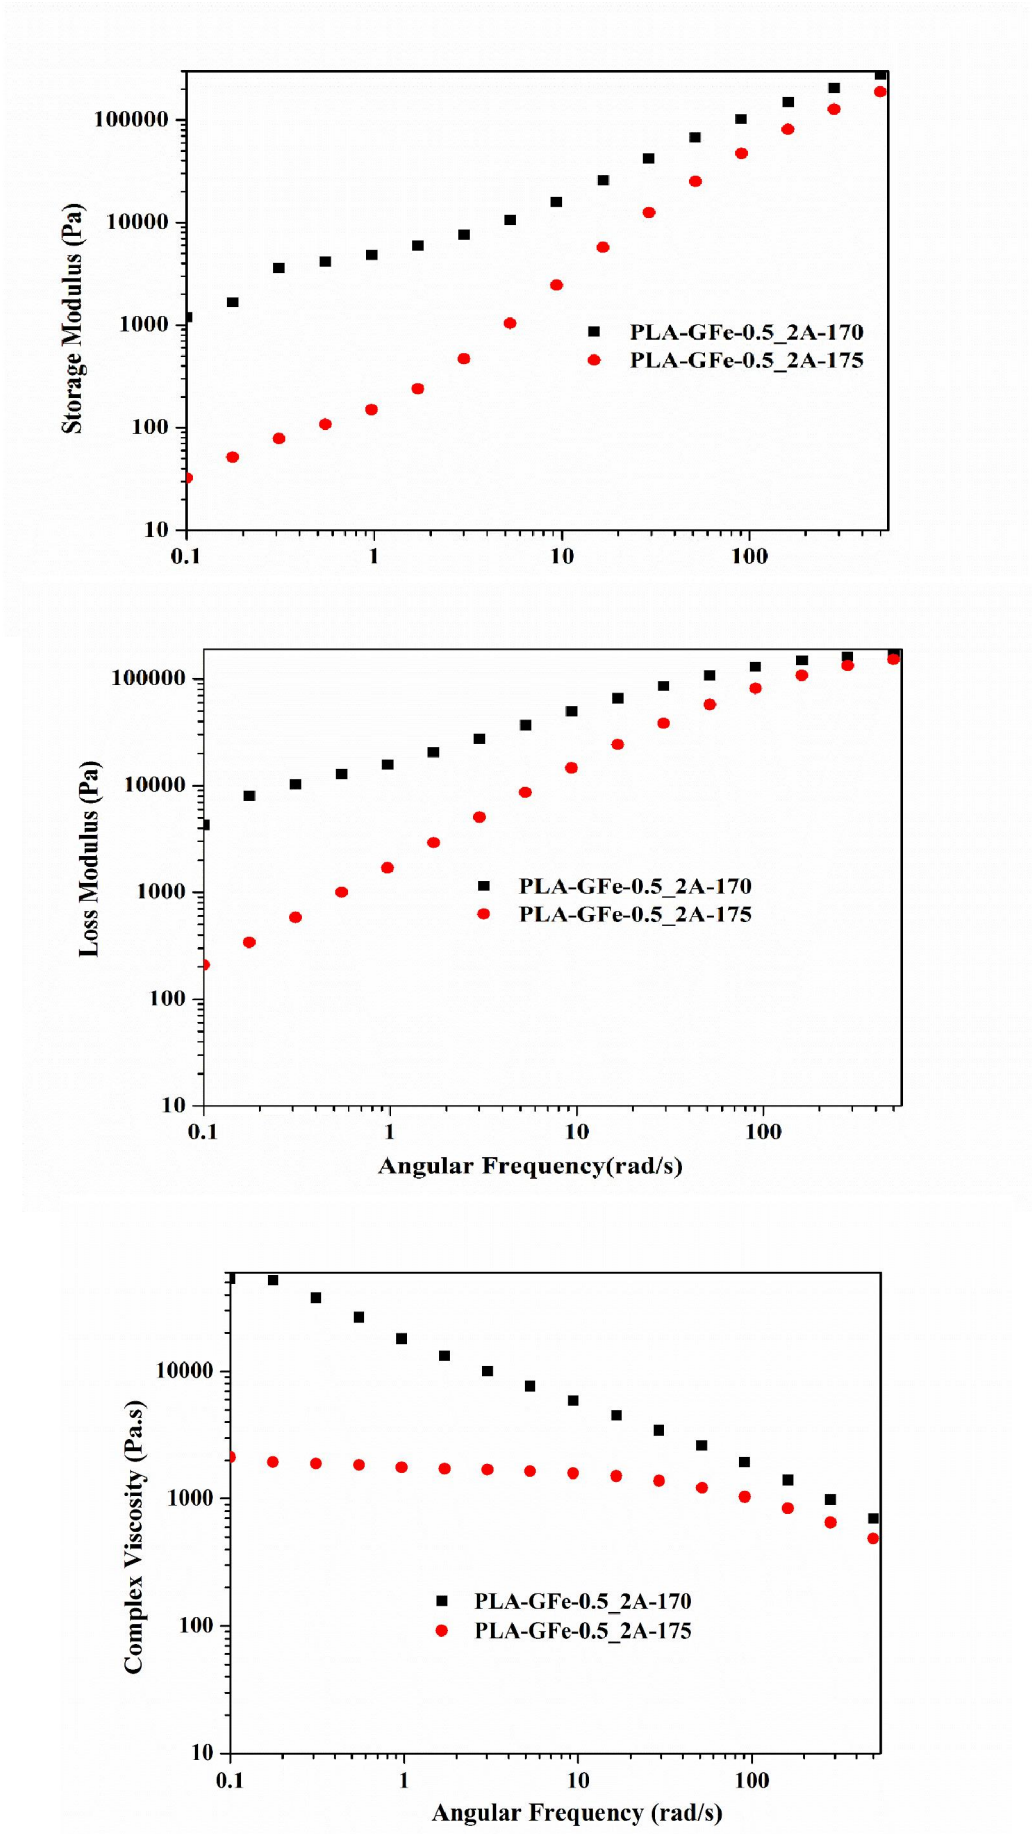 100000
10000
1000
100
10
Storage Modulus (Pa)
PLA-GFe-0.5_2A-170
PLA-GFe-0.5_2A-175
0.1 1 10 100
100000
10000
1000
100
10
Loss Modulus (Pa)
PLA-GFe-0.5_2A-170
PLA-GFe-0.5_2A-175
0.1 1 10 100
Angular Frequency(rad/s)
10000
1000
100
10
Complex Viscosity (Pa.s)
PLA-GFe-0.5_2A-170
PLA-GFe-0.5_2A-175
0.1 1 10 100
Angular Frequency (rad/s)